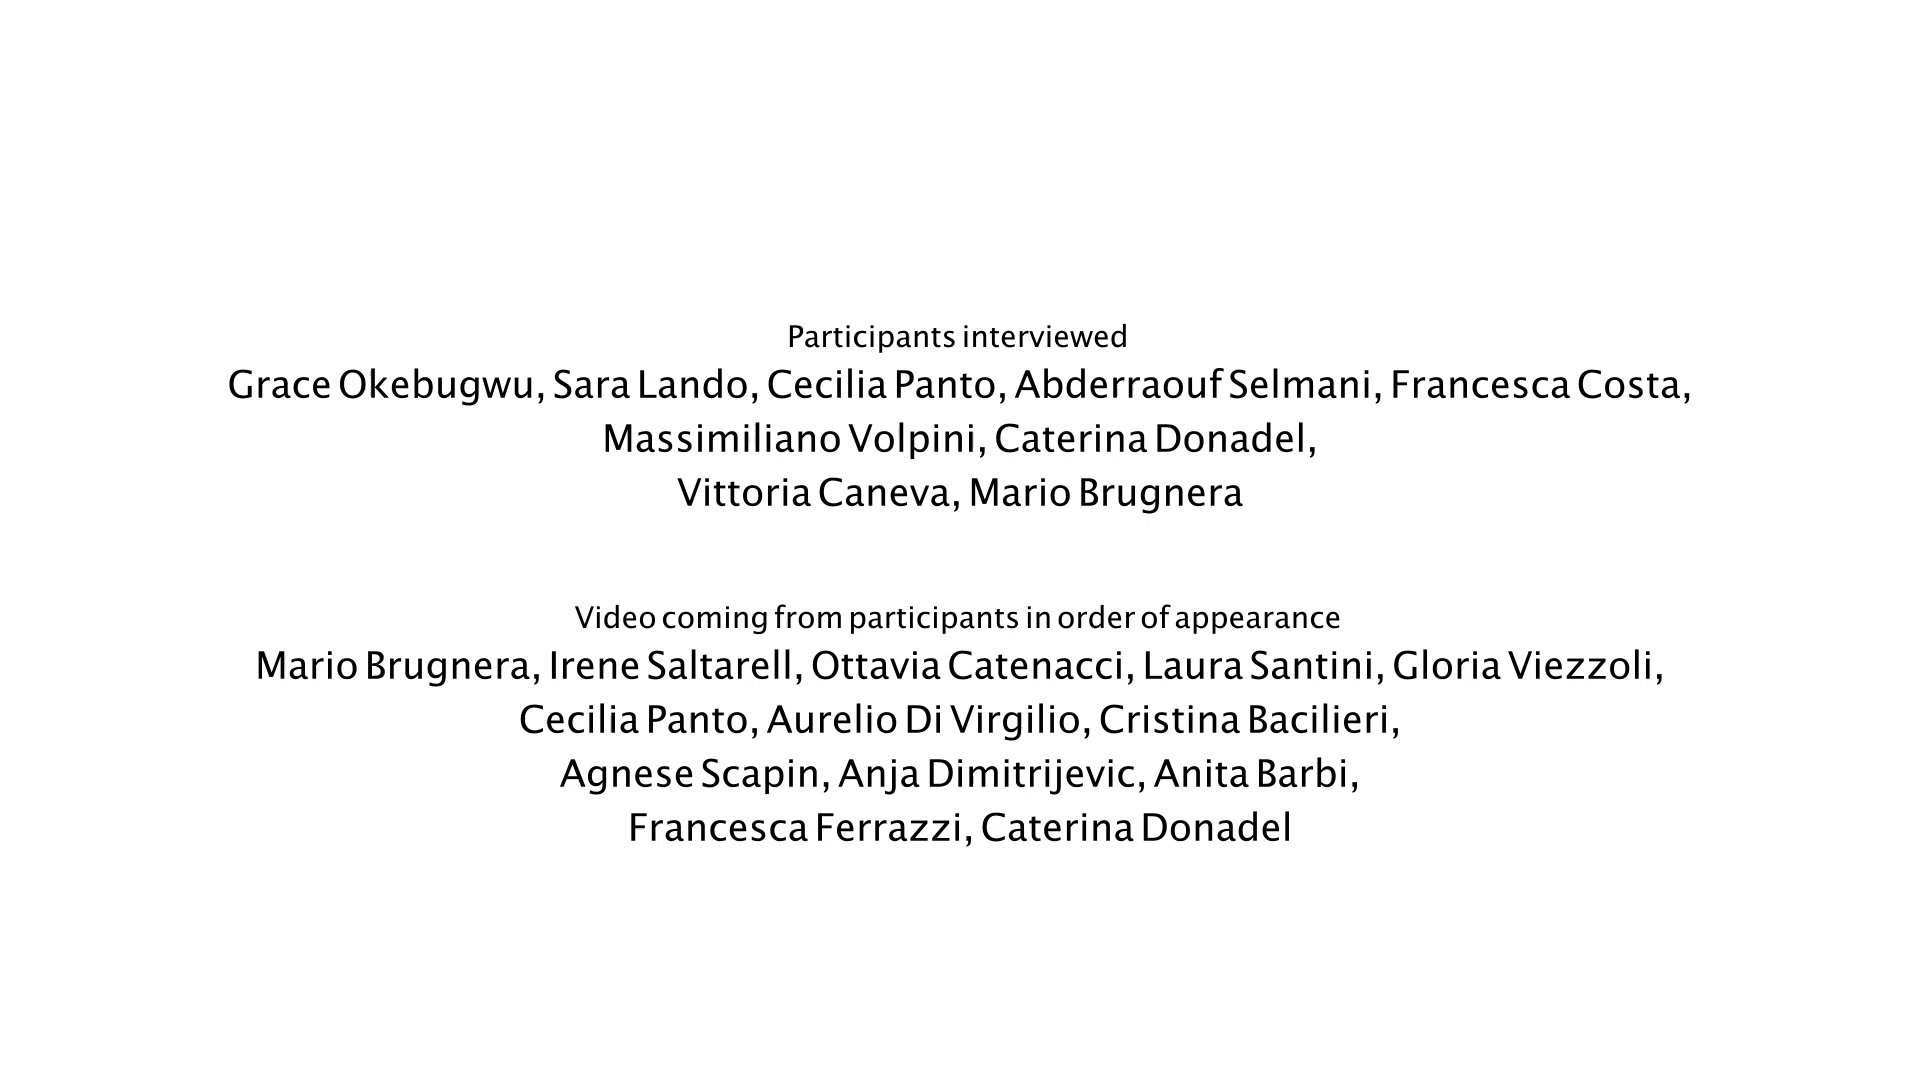 Participants interviewed
Grace Okebugwu, Sara Lando, Cecilia Panto, Abderraouf Selmani, Francesca Costa,
Massimiliano Volpini, Caterina Donadel,
Vittoria Caneva, Mario Brugnera
Video coming from participants in order of appearance
Mario Brugnera, Irene Saltarell, Ottavia Catenacci, Laura Santini, Gloria Viezzoli,
Cecilia Panto, Aurelio Di Virgilio, Cristina Bacilieri,
Agnese Scapin, Anja Dimitrijevic, Anita Barbi,
Francesca Ferrazzi, Caterina Donadel